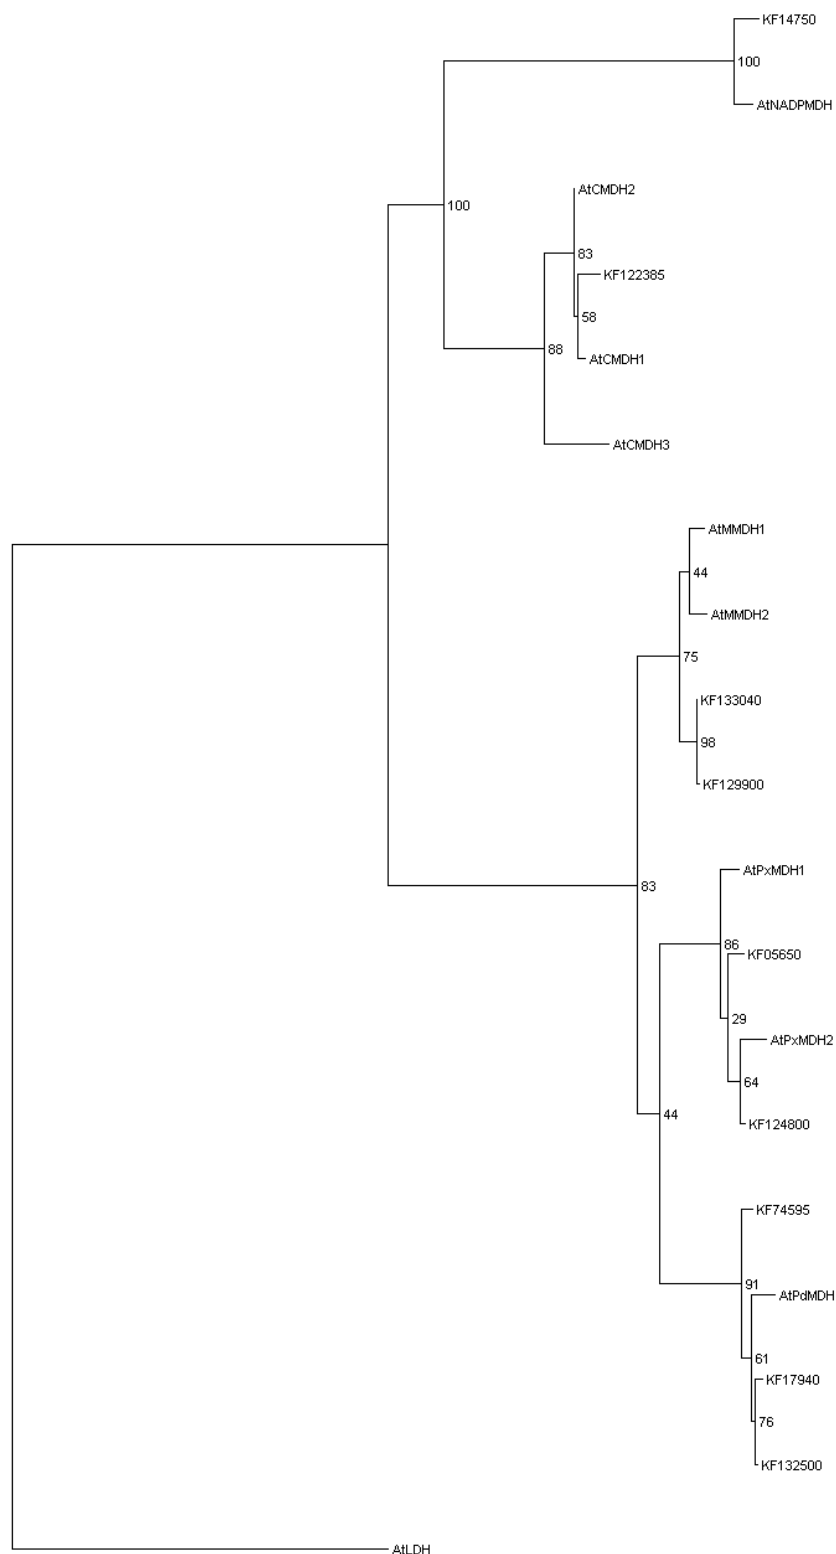 KF14750
100
AtNADPMDH
AtCMDH2
100
83
KF122385
58
88
AtCMDH1
AtCMDH3
AtMMDH1
44
AtMMDH2
75
KF133040
98
KF129900
AtPxMDH1
83
86
KF05650
29
AtPxMDH2
64
44
KF124800
KF74595
91
AtPdMDH
61
KF17940
76
KF132500
AtLDH